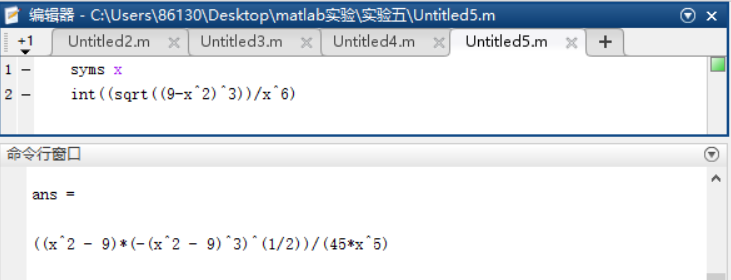 编辑器 - C:\Users\86130\Desktop\matlab实验\实验五\Untitled5.m
+1 Untitled2.m Untitled3.m Untitled4.m Untitled5.m +
1 — syms x
2 — int((sqrt((9-x^2)^3))/x^6)
命令行窗口
ans =
((x^2 - 9)*(-(x^2 - 9)^3)^(1/2))/(45*x^5)